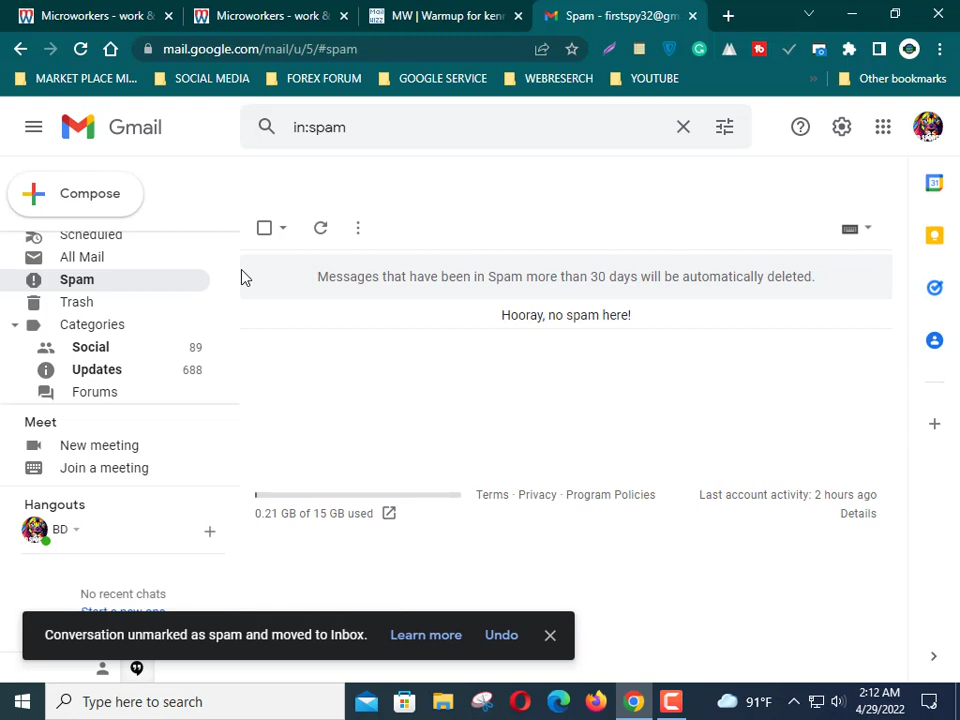 Microworkers - work &
Microworkers - work &
MW | Warmup for kenn
Spam - firstspy32@gm
mail.google.com/mail/u/5/#spam
MARKET PLACE MI...
SOCIAL MEDIA
FOREX FORUM
GOOGLE SERVICE
WEBRESERCH
YOUTUBE
»
Other bookmarks
Gmail
in:spam
Compose
Scheduled
All Mail
Spam
Messages that have been in Spam more than 30 days will be automatically deleted.
Trash
Hooray, no spam here!
Categories
Social 89
Updates 688
Forums
Meet
New meeting
Join a meeting
Terms · Privacy · Program Policies
Last account activity: 2 hours ago
0.21 GB of 15 GB used
Details
Hangouts
BD
No recent chats
Start a new one
Conversation unmarked as spam and moved to Inbox. Learn more Undo
Type here to search
91°F
2:12 AM
4/29/2022